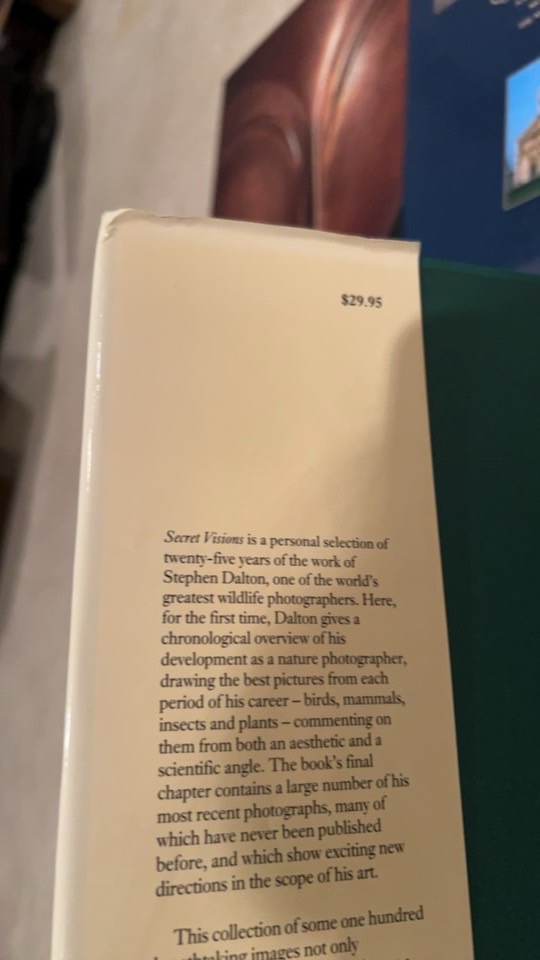 $29.95
Secret Visions is a personal selection of
twenty-five years of the work of
Stephen Dalton, one of the world's
greatest wildlife photographers. Here,
for the first time, Dalton gives a
chronological overview of his
development as a nature photographer,
drawing the best pictures from each
period of his career – birds, mammals,
insects and plants – commenting on
them from both an aesthetic and a
scientific angle. The book's final
chapter contains a large number of his
most recent photographs, many of
which have never been published
before, and which show exciting new
directions in the scope of his art.
This collection of some one hundred
images not only